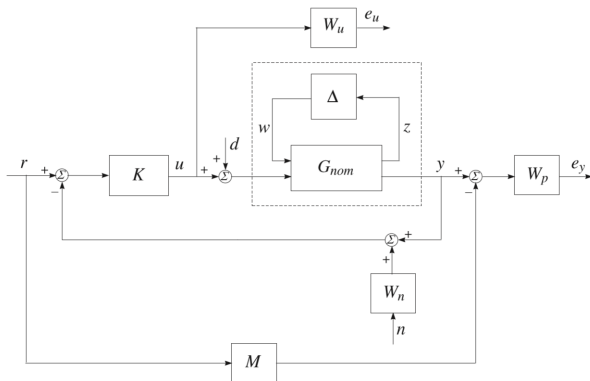 W_u e_u
Δ
w z
r d y
+ Σ K u + + Σ G_nom + Σ W_p e_y
− −
Σ +
+
W_n
n
M